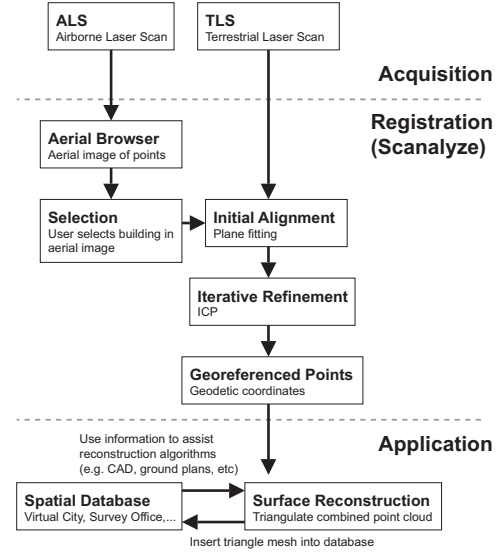 ALS
Airborne Laser Scan
TLS
Terrestrial Laser Scan
Acquisition
Registration
(Scanalyze)
Aerial Browser
Aerial image of points
Selection
User selects building in
aerial image
Initial Alignment
Plane fitting
Iterative Refinement
ICP
Georeferenced Points
Geodetic coordinates
Application
Use information to assist
reconstruction algorithms
(e.g. CAD, ground plans, etc)
Spatial Database
Virtual City, Survey Office,...
Surface Reconstruction
Triangulate combined point cloud
Insert triangle mesh into database